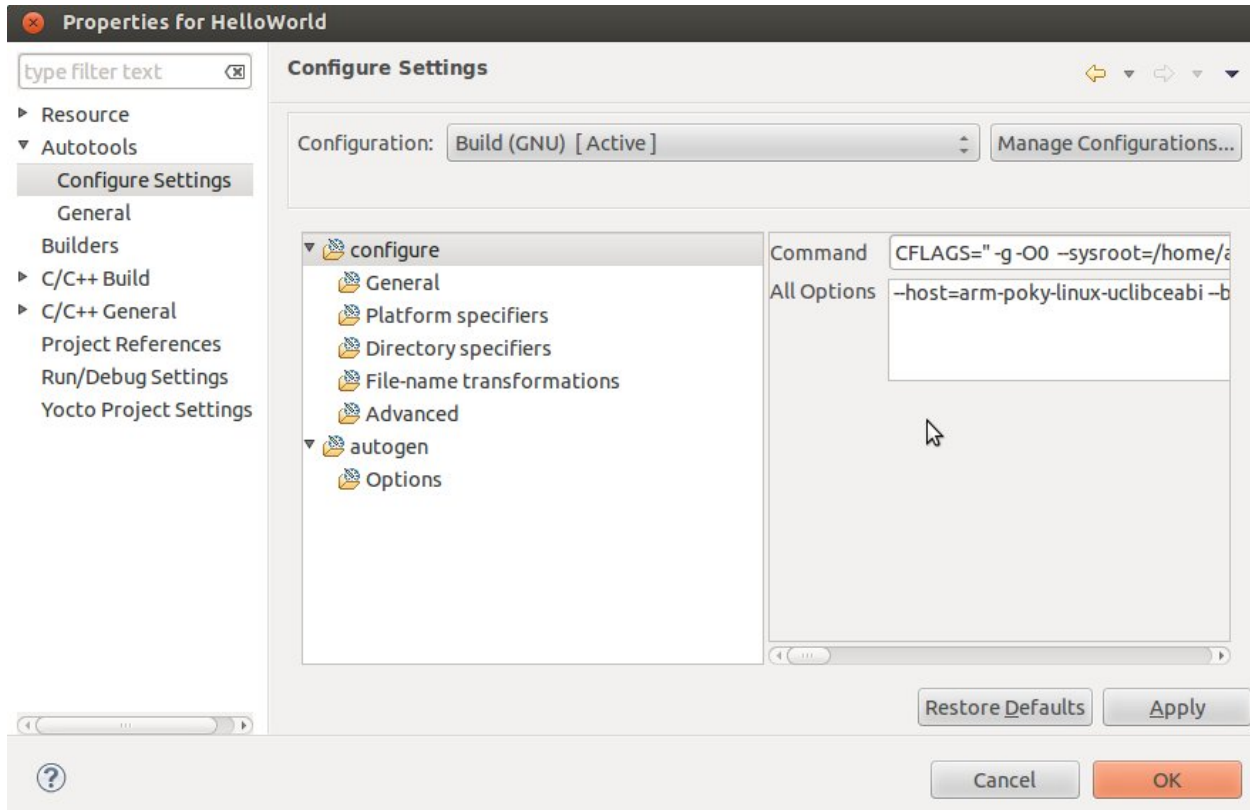 Properties for HelloWorld
type filter text
Configure Settings
Resource
Autotools
Configure Settings
General
Builders
C/C++ Build
C/C++ General
Project References
Run/Debug Settings
Yocto Project Settings
Configuration: Build (GNU) [ Active ] Manage Configurations...
configure
General
Platform specifiers
Directory specifiers
File-name transformations
Advanced
autogen
Options
Command CFLAGS=" -g -O0 --sysroot=/home/a
All Options --host=arm-poky-linux-uclibceabi --b
Restore Defaults Apply
Cancel OK